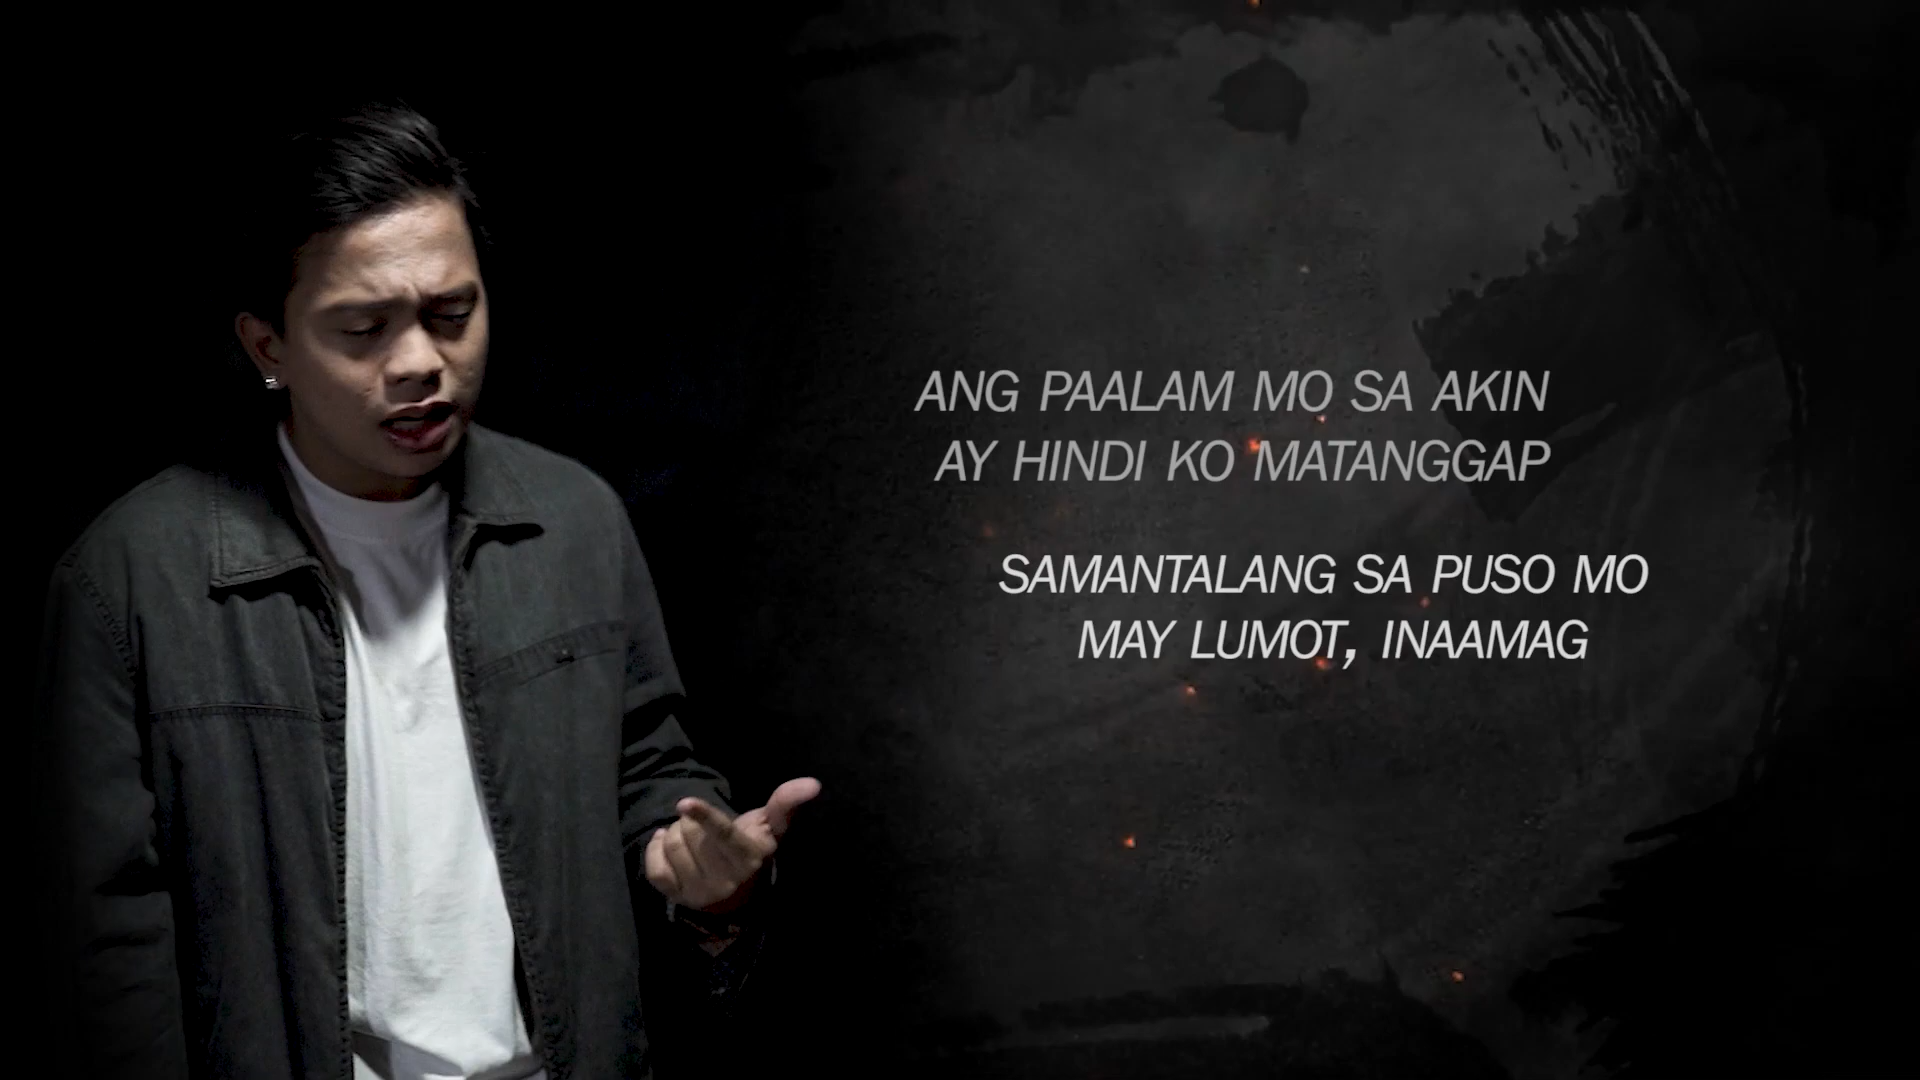 ANG PAALAM MO SA AKIN
AY HINDI KO MATANGGAP
SAMANTALANG SA PUSO MO
MAY LUMOT, INAAMAG